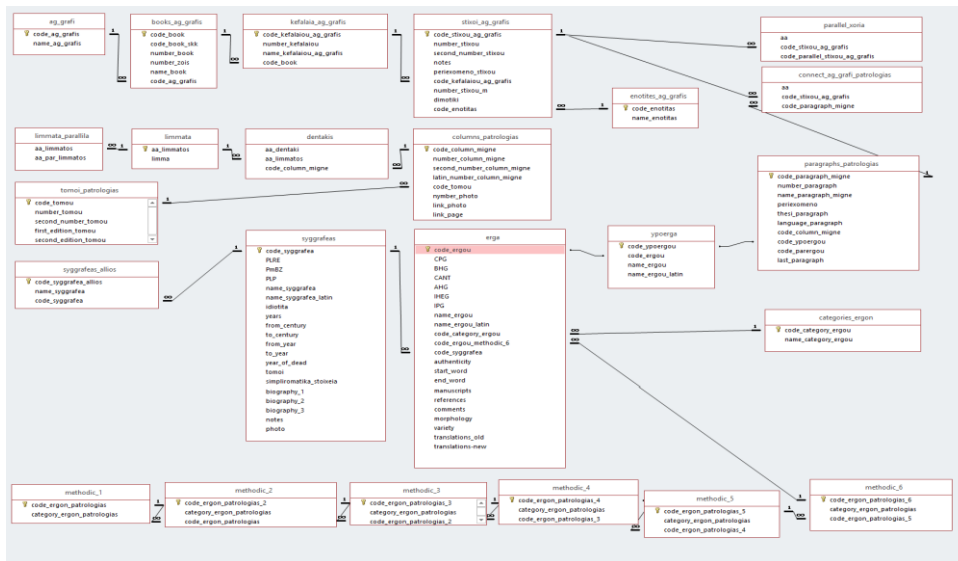 ag_grafi
code_ag_grafis
name_ag_grafis
books_ag_grafis
code_book
code_book_skk
number_book
number_zois
name_book
code_ag_grafis
kefalaia_ag_grafis
code_kefalaiou_ag_grafis
number_kefalaiou
name_kefalaiou_ag_grafis
code_book
stixoi_ag_grafis
code_stixou_ag_grafis
number_stixou
second_number_stixou
notes
periexomeno_stixou
code_kefalaiou_ag_grafis
number_stixou_m
dimotiki
code_enotitas
parallel_xoria
aa
code_stixou_ag_grafis
code_parallel_stixou_ag_grafis
connect_ag_grafi_patrologias
aa
code_stixou_ag_grafis
code_paragraph_migne
enotites_ag_grafis
code_enotitas
name_enotitas
limmata_parallila
aa_limmatos
aa_par_limmatos
limmata
aa_limmatos
limma
dentakis
aa_dentaki
aa_limmatos
code_column_migne
columns_patrologias
code_column_migne
number_column_migne
second_number_column_migne
latin_number_column_migne
code_tomou
nymber_photo
link_photo
link_page
paragraphs_patrologias
code_paragraph_migne
number_paragraph
name_paragraph_migne
periexomeno
thesi_paragraph
language_paragraph
code_column_migne
code_ypoergou
code_parergou
last_paragraph
tomoi_patrologias
code_tomou
number_tomou
second_number_tomou
first_edition_tomou
second_edition_tomou
syggrafeas
code_syggrafea
PLRE
PmBZ
PLP
name_syggrafea
name_syggrafea_latin
idiotita
years
from_century
to_century
from_year
to_year
year_of_dead
tomoi
simpliromatika_stoixeia
biography_1
biography_2
biography_3
notes
photo
erga
code_ergou
CPG
BHG
CANT
AHG
IHEG
IPG
name_ergou
name_ergou_latin
code_category_ergou
code_ergou_methodic_6
code_syggrafea
authenticity
start_word
end_word
manuscripts
references
comments
morphology
variety
translations_old
translations-new
ypoerga
code_ypoergou
code_ergou
name_ergou
name_ergou_latin
syggrafeas_allios
code_syggrafeas_allios
name_syggrafea
code_syggrafea
categories_ergon
code_category_ergou
name_category_ergou
methodic_1
code_ergon_patrologias
category_ergon_patrologias
methodic_2
code_ergon_patrologias_2
category_ergon_patrologias
code_ergon_patrologias
methodic_3
code_ergon_patrologias_3
category_ergon_patrologias
code_ergon_patrologias_2
methodic_4
code_ergon_patrologias_4
category_ergon_patrologias
code_ergon_patrologias_3
methodic_5
code_ergon_patrologias_5
category_ergon_patrologias
code_ergon_patrologias_4
methodic_6
code_ergon_patrologias_6
category_ergon_patrologias
code_ergon_patrologias_5